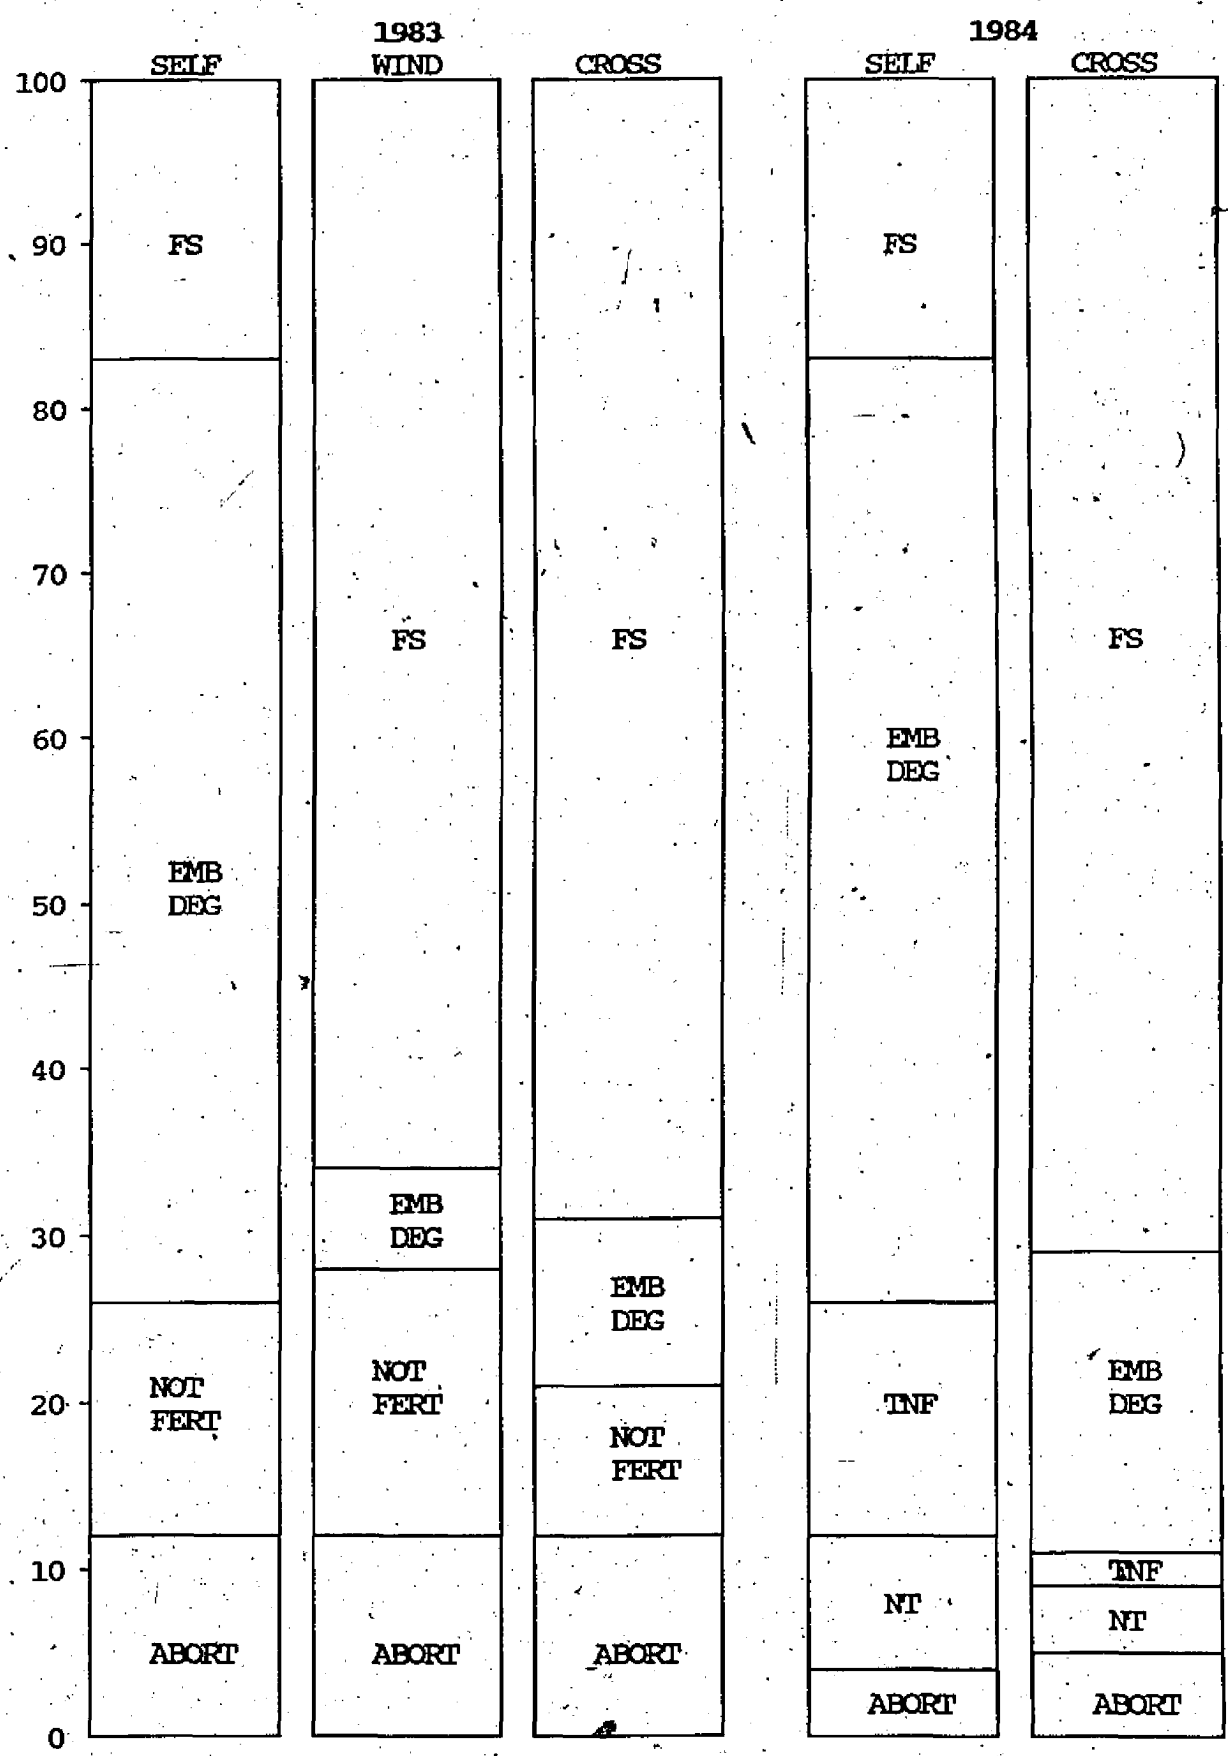 1983
1984
SELF
WIND
CROSS
SELF
CROSS
100
90
80
70
60
50
40
30
20
10
0
FS
EMB
DEG
NOT
FERT
ABORT
FS
EMB
DEG
NOT
FERT
ABORT
FS
EMB
DEG
NOT
FERT
ABORT
FS
EMB
DEG
TNF
NT
ABORT
FS
EMB
DEG
TNF
NT
ABORT